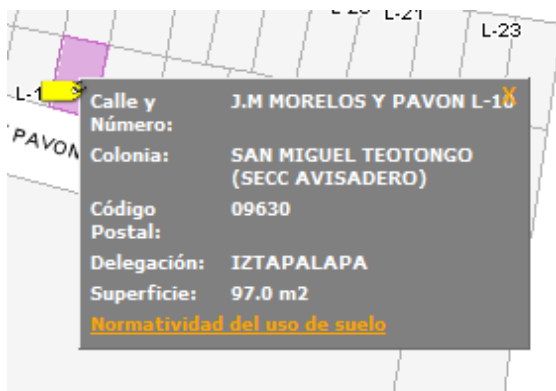 L-21
L-23
L-1
PAVON
Calle y Número: J.M MORELOS Y PAVON L-16
X
Colonia: SAN MIGUEL TEOTONGO (SECC AVISADERO)
Código Postal: 09630
Delegación: IZTAPALAPA
Superficie: 97.0 m2
Normatividad del uso de suelo